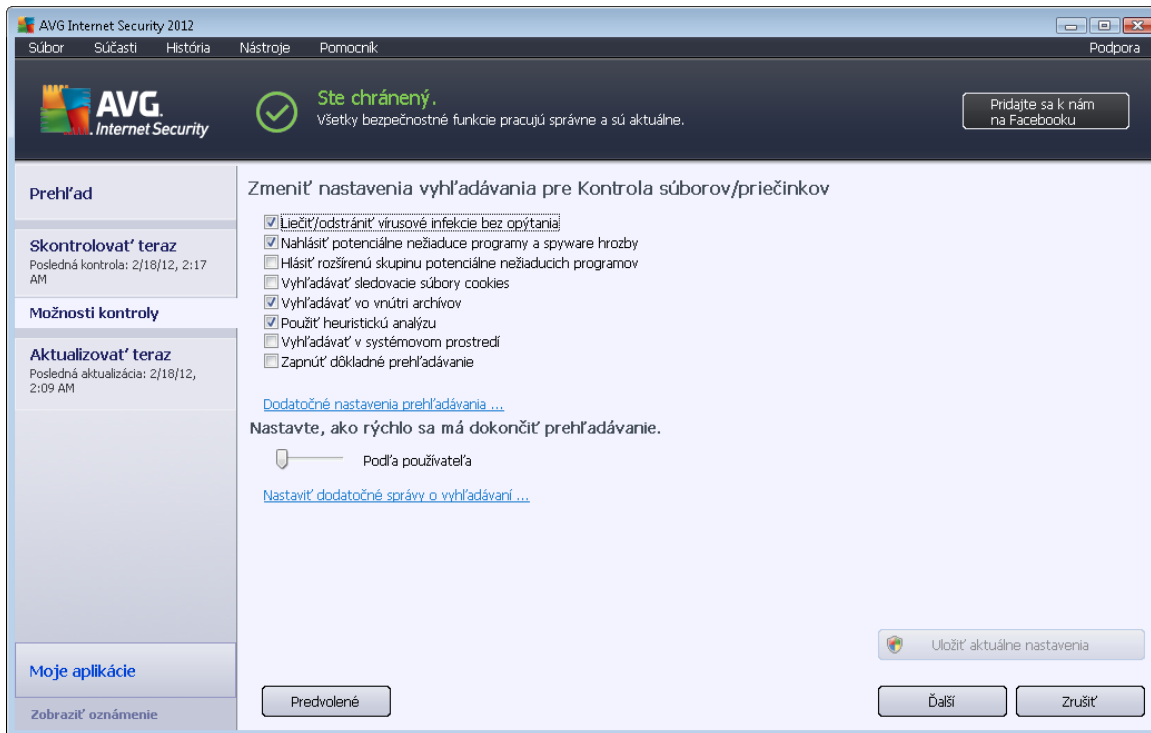 AVG Internet Security 2012
Súbor Súčasti História Nástroje Pomocník Podpora
AVG.
Internet Security
Ste chránený.
Všetky bezpečnostné funkcie pracujú správne a sú aktuálne.
Pridajte sa k nám
na Facebooku
Prehľad
Skontrolovať teraz
Posledná kontrola: 2/18/12, 2:17
AM
Možnosti kontroly
Aktualizovať teraz
Posledná aktualizácia: 2/18/12,
2:09 AM
Moje aplikácie
Zobraziť oznámenie
Zmeniť nastavenia vyhľadávania pre Kontrola súborov/priečinkov
Liečiť/odstrániť vírusové infekcie bez opýtania
Nahlásiť potenciálne nežiaduce programy a spyware hrozby
Hlásiť rozšírenú skupinu potenciálne nežiaducich programov
Vyhľadávať sledovacie súbory cookies
Vyhľadávať vo vnútri archívov
Použiť heuristickú analýzu
Vyhľadávať v systémovom prostredí
Zapnúť dôkladné prehľadávanie
Dodatočné nastavenia prehľadávania ...
Nastavte, ako rýchlo sa má dokončiť prehľadávanie.
Podľa používateľa
Nastaviť dodatočné správy o vyhľadávaní ...
Uložiť aktuálne nastavenia
Predvolené
Ďalší
Zrušiť